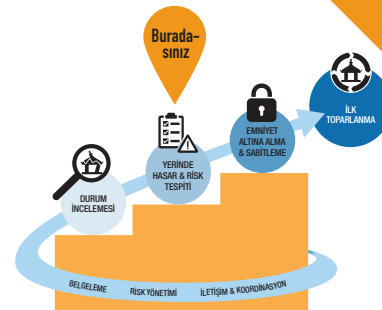 Burada-
sınız
İLK
TOPARLANMA
EMNİYET
ALTINA ALMA
& SABİTLEME
YERİNDE
HASAR & RİSK
TESPİTİ
DURUM
İNCELEMESİ
BELGELEME
RİSK YÖNETİMİ
İLETİŞİM & KOORDİNASYON